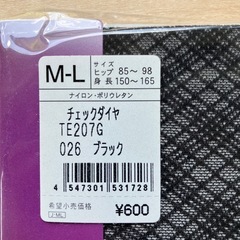 M-L
サイズ
ヒップ 85〜 98
身 長 150〜165
ナイロン・ポリウレタン
チェックダイヤ
TE207G
026 ブラック
4 547301 531728
希望小売価格
J ML
¥600